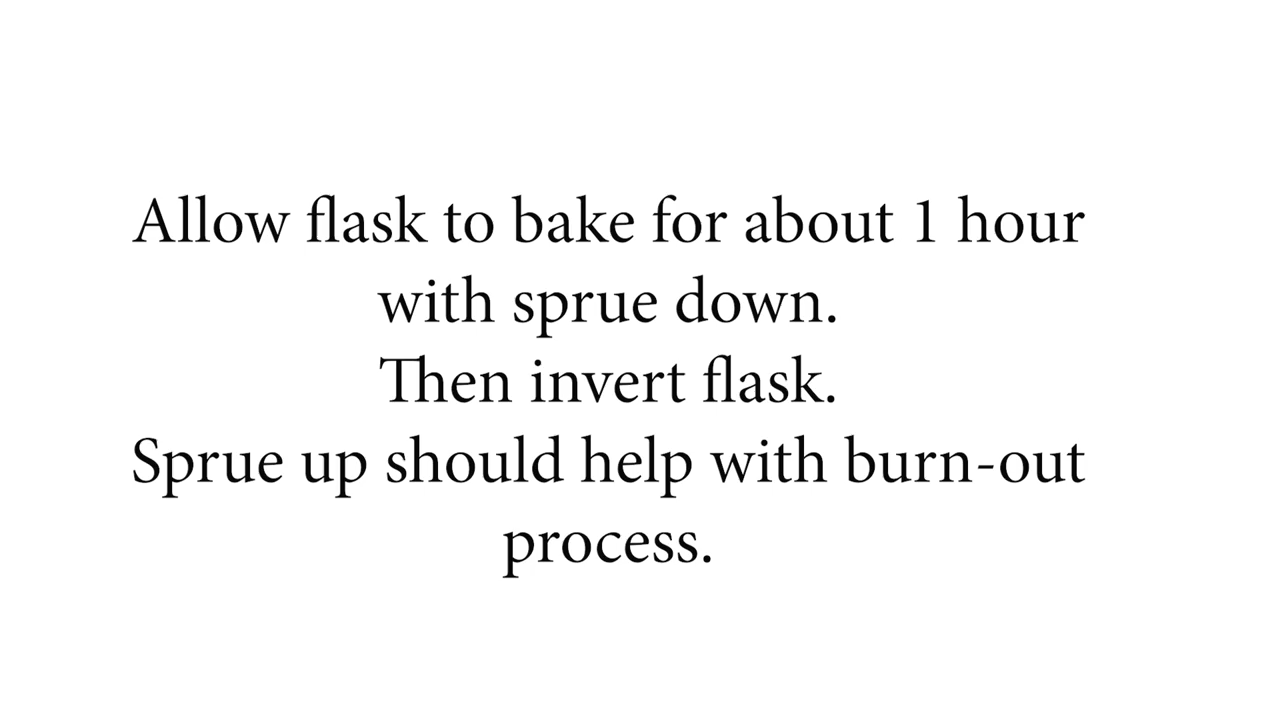 Allow flask to bake for about 1 hour
with sprue down.
Then invert flask.
Sprue up should help with burn-out
process.